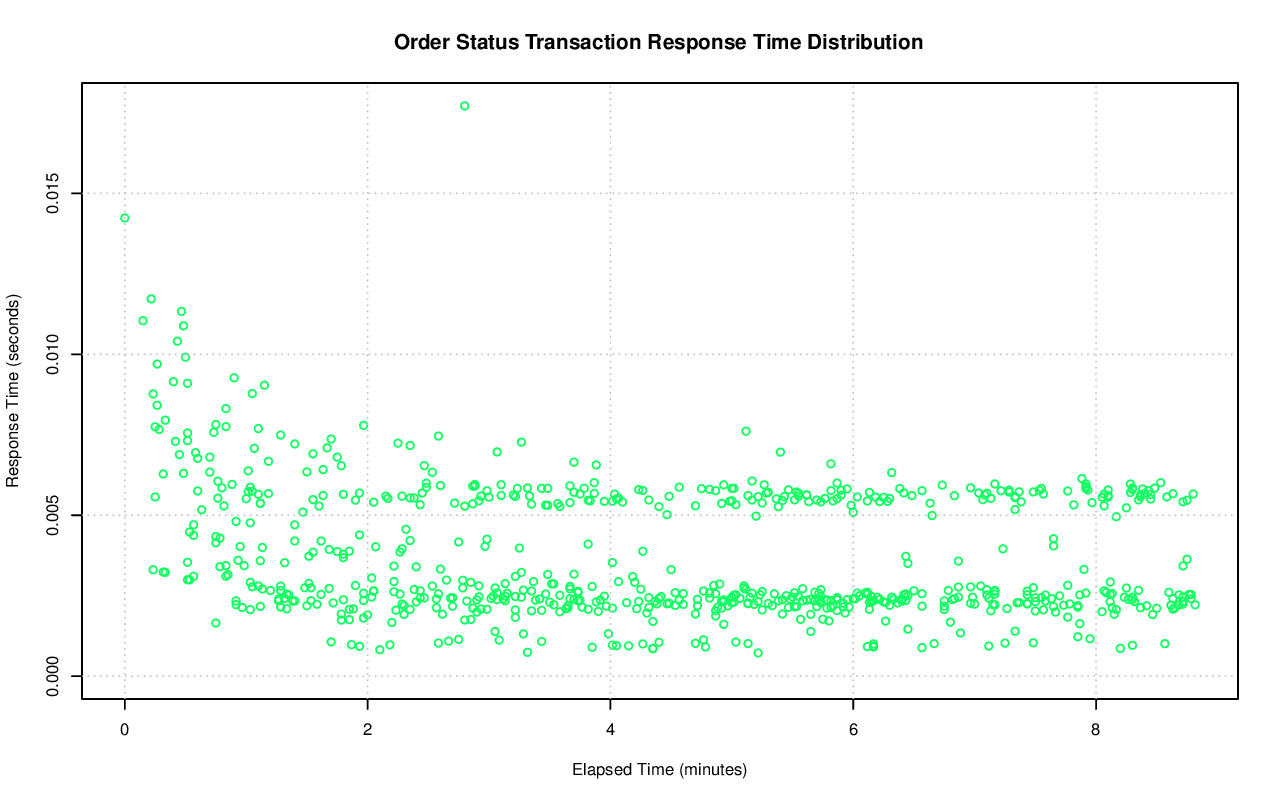 Order Status Transaction Response Time Distribution
Response Time (seconds)
0.015
0.010
0.005
0.000
0 2 4 6 8
Elapsed Time (minutes)